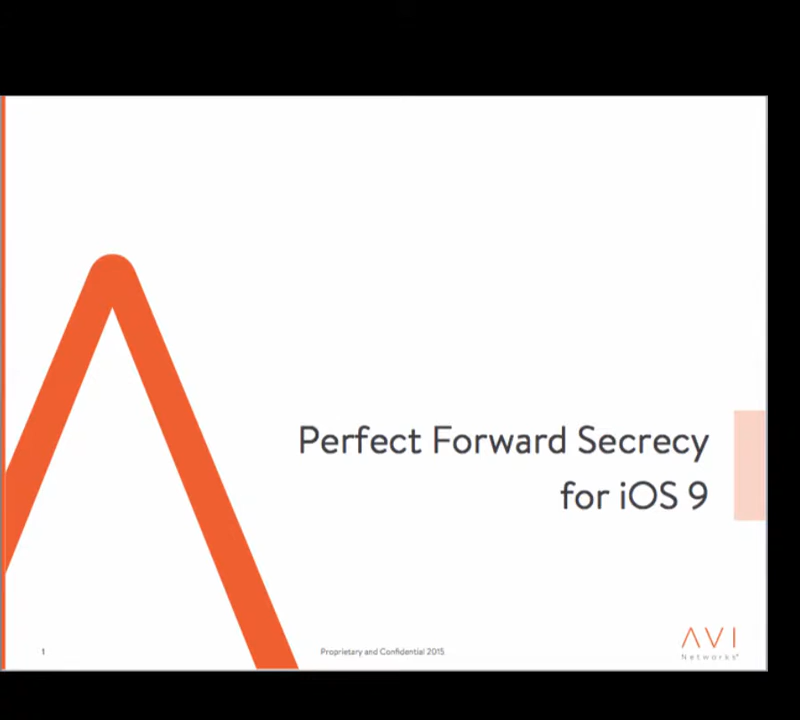 Perfect Forward Secrecy
for iOS 9
1
Proprietary and Confidential 2015
AVI
Networks®